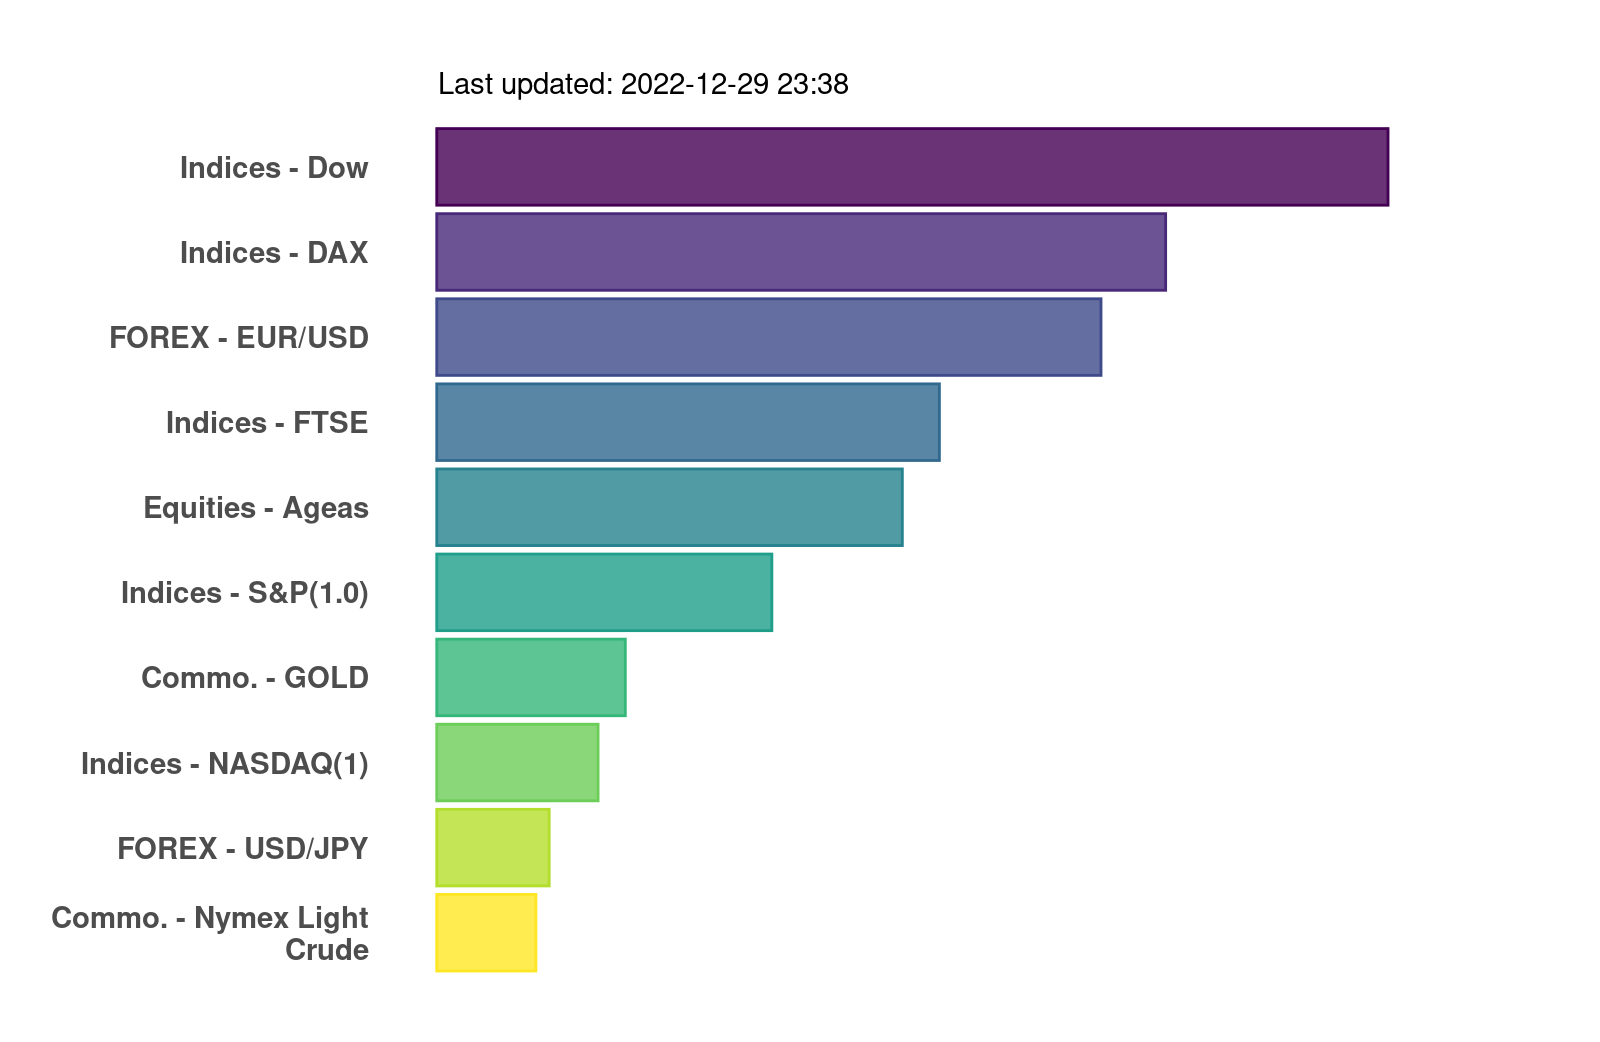 Last updated: 2022-12-29 23:38
Indices - Dow
Indices - DAX
FOREX - EUR/USD
Indices - FTSE
Equities - Ageas
Indices - S&P(1.0)
Commo. - GOLD
Indices - NASDAQ(1)
FOREX - USD/JPY
Commo. - Nymex Light
Crude